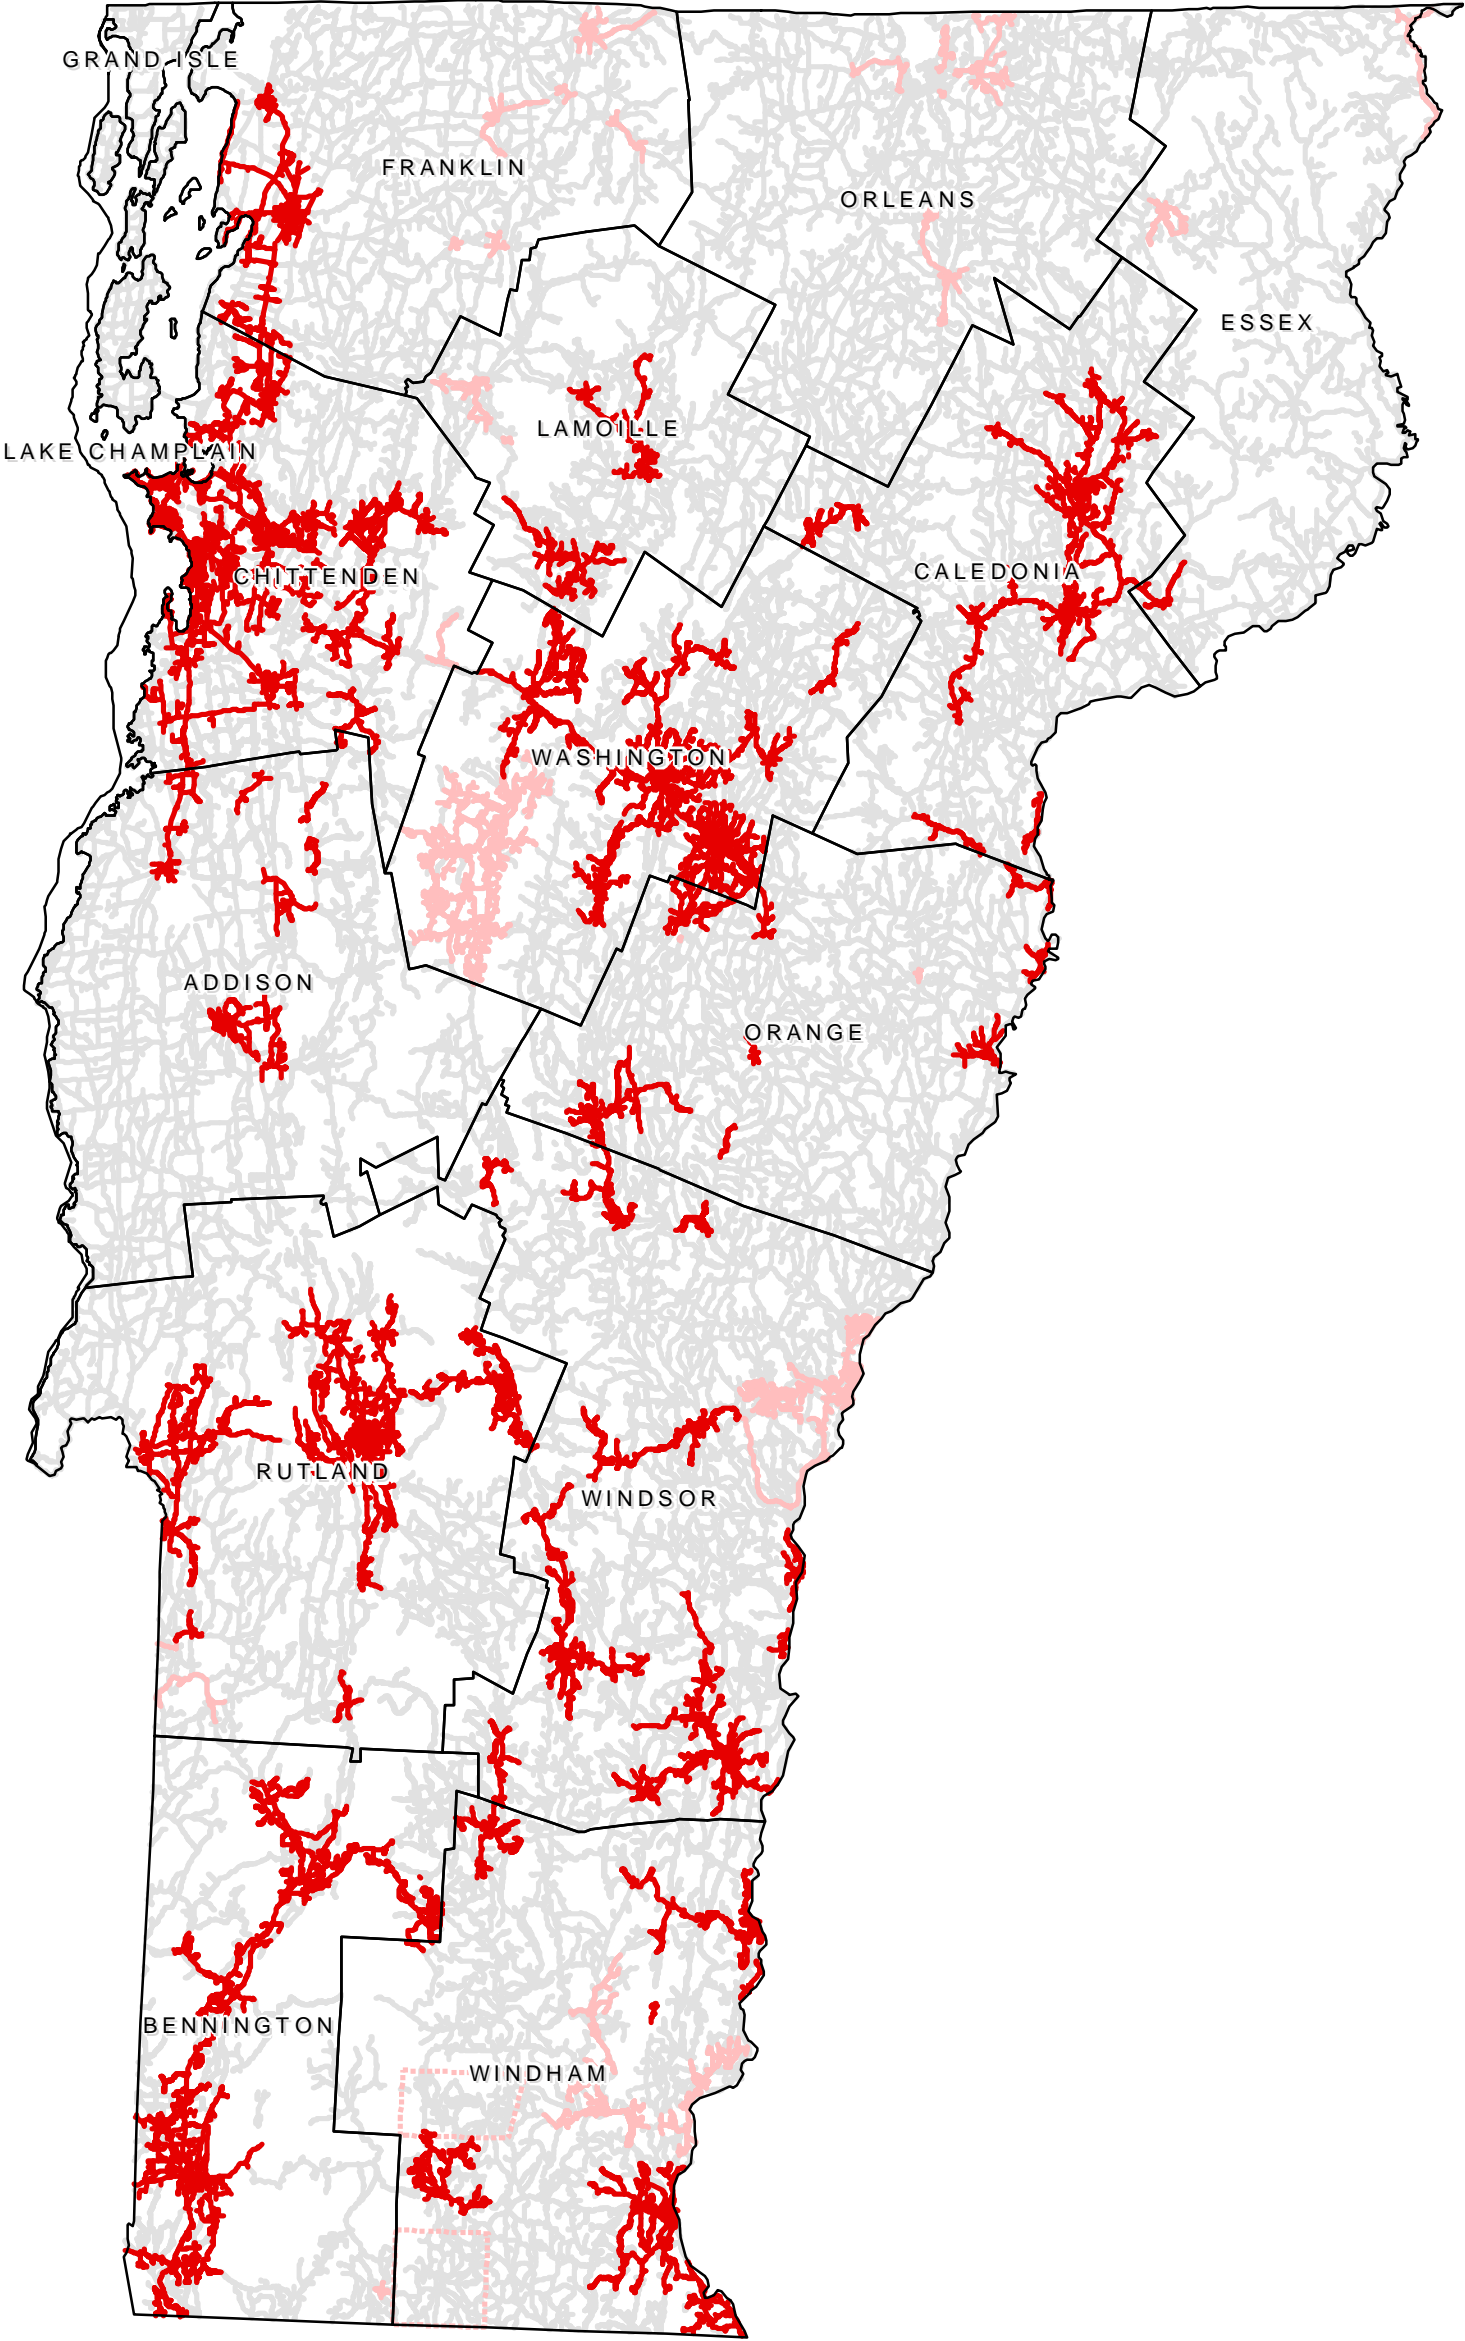 GRAND ISLE
FRANKLIN
ORLEANS
ESSEX
LAMOILLE
LAKE CHAMPLAIN
CALEDONIA
CHITTENDEN
WASHINGTON
ADDISON
ORANGE
RUTLAND
WINDSOR
BENNINGTON
WINDHAM